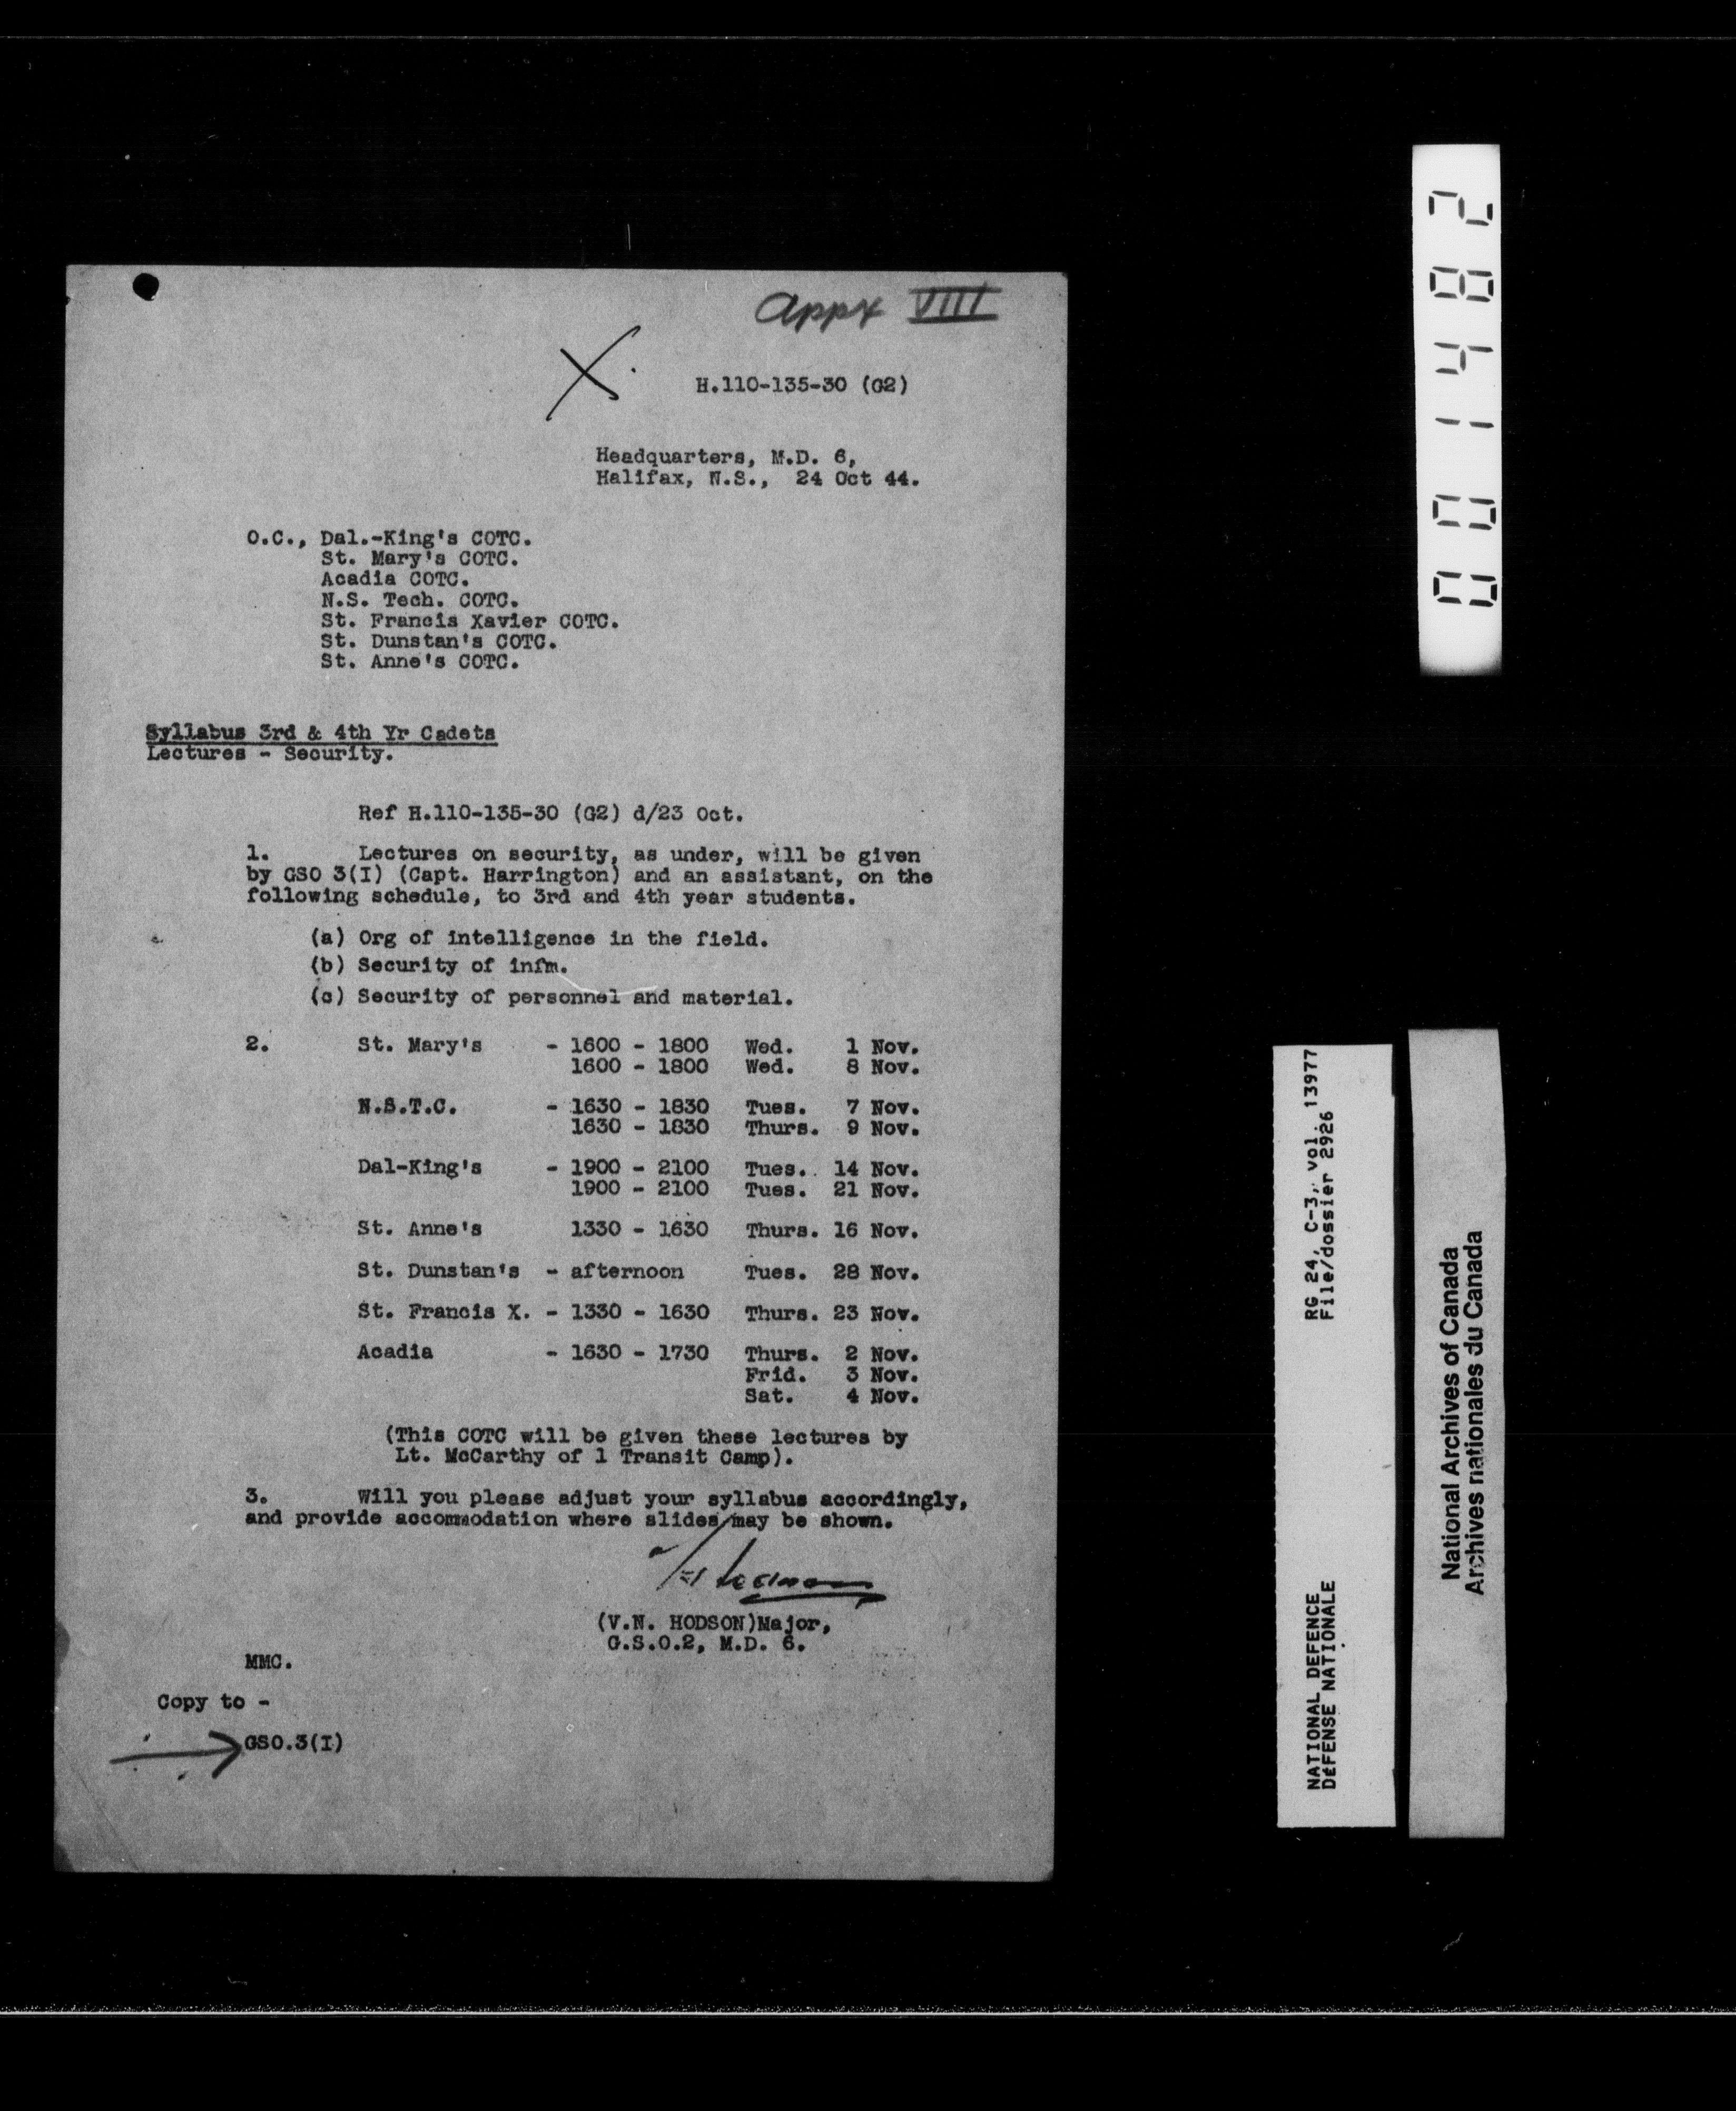 Appx VIII
X.
H.110-135-30 (G2)
Headquarters, M.D. 6,
Halifax, N.S., 24 Oct 44.
O.C., Dal.-King's COTC.
St. Mary's COTC.
Acadia COTC.
N.S. Tech. COTC.
St. Francis Xavier COTC.
St. Dunstan's COTC.
St. Anne's COTC.
Syllabus 3rd & 4th Yr Cadets
Lectures - Security.
Ref H.110-135-30 (G2) d/23 Oct.
1. Lectures on security, as under, will be given
by GSO 3(I) (Capt. Harrington) and an assistant, on the
following schedule, to 3rd and 4th year students.
(a) Org of intelligence in the field.
(b) Security of infm.
(c) Security of personnel and material.
2. St. Mary's - 1600 - 1800 Wed. 1 Nov.
1600 - 1800 Wed. 8 Nov.
N.S.T.C. - 1630 - 1830 Tues. 7 Nov.
1630 - 1830 Thurs. 9 Nov.
Dal-King's - 1900 - 2100 Tues. 14 Nov.
1900 - 2100 Tues. 21 Nov.
St. Anne's 1330 - 1630 Thurs. 16 Nov.
St. Dunstan's - afternoon Tues. 28 Nov.
St. Francis X. - 1330 - 1630 Thurs. 23 Nov.
Acadia - 1630 - 1730 Thurs. 2 Nov.
Frid. 3 Nov.
Sat. 4 Nov.
(This COTC will be given these lectures by
Lt. McCarthy of 1 Transit Camp).
3. Will you please adjust your syllabus accordingly,
and provide accommodation where slides may be shown.
(V.N. HODSON)Major,
G.S.O.2, M.D. 6.
MMC.
Copy to -
GSO.3(I)
001482
RG 24, C-3, vol. 13977
File/dossier 2926
NATIONAL DEFENCE
DÉFENSE NATIONALE
National Archives of Canada
Archives nationales du Canada